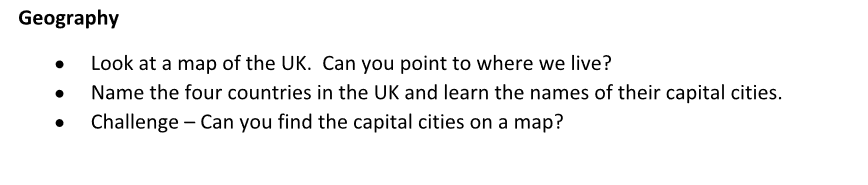 Geography
• Look at a map of the UK.  Can you point to where we live?
• Name the four countries in the UK and learn the names of their capital cities.
• Challenge – Can you find the capital cities on a map?